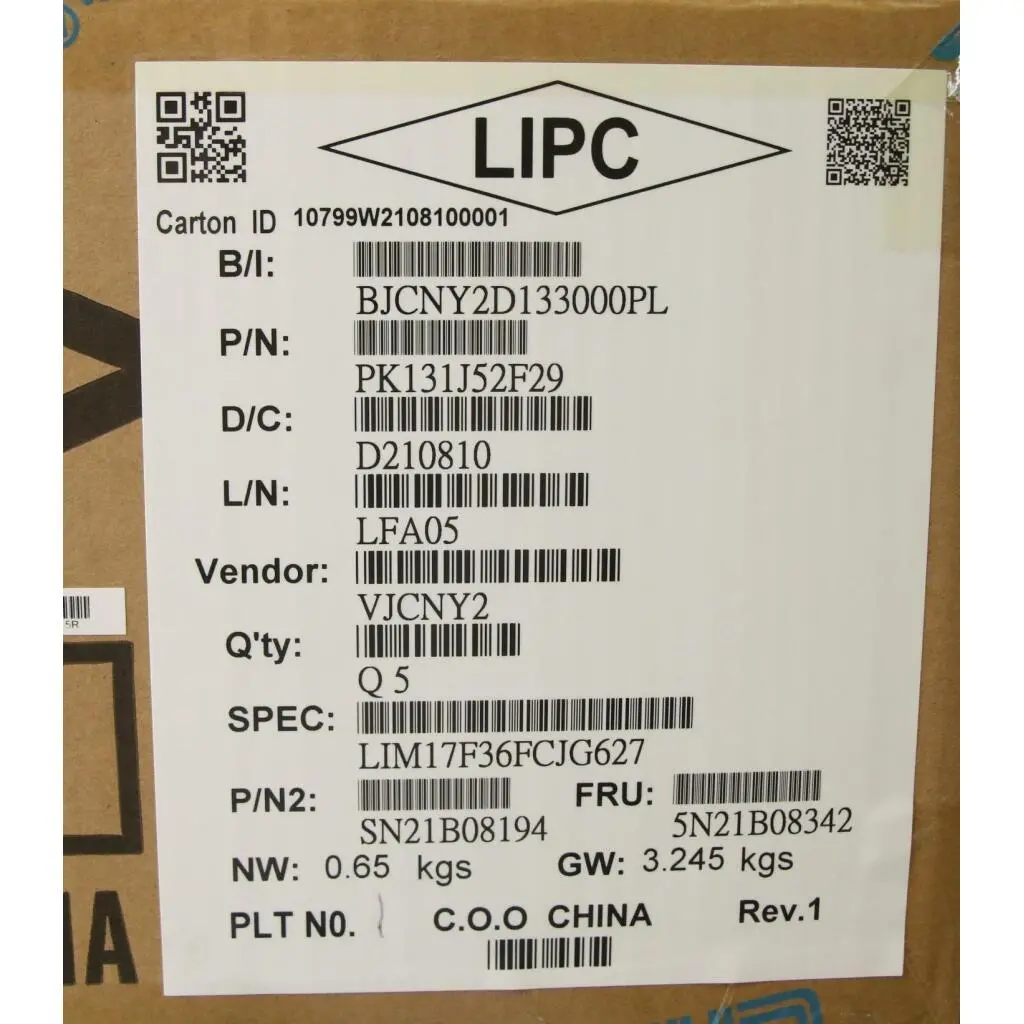 LIPC
Carton ID 10799W2108100001
B/I:
BJCNY2D133000PL
P/N:
PK131J52F29
D/C:
D210810
L/N:
LFA05
Vendor:
VJCNY2
Q'ty:
Q 5
SPEC:
LIM17F36FCJG627
P/N2: FRU:
SN21B08194 5N21B08342
NW: 0.65 kgs GW: 3.245 kgs
PLT N0. C.O.O CHINA Rev.1
5R